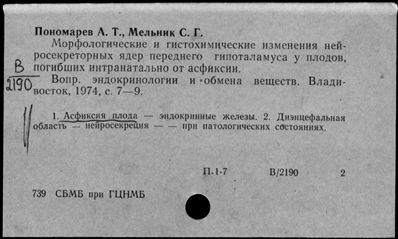 Пономарев А. Т., Мельник С. Г.
Морфологические и гистохимические изменения ней-
росекреторных ядер переднего гипоталамуса у плодов,
погибших интранатально от асфиксии.
В
2190
Вопр. эндокринологии и обмена веществ. Влади-
восток, 1974, с. 7—9.
1. Асфиксия плода — эндокринные железы. 2. Диэнцефальная
область — нейросекреция — — при патологических состояниях.
П-1-7 В/2190 2
739 СБМБ при ГЦНМБ